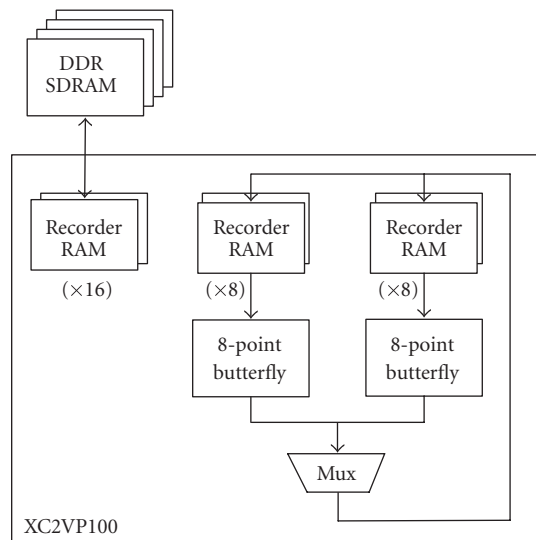 DDR
SDRAM
Recorder
RAM
(×16)
Recorder
RAM
(×8)
Recorder
RAM
(×8)
8-point
butterfly
8-point
butterfly
Mux
XC2VP100